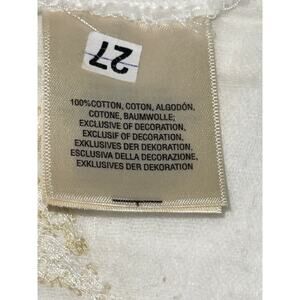 27
100%COTTON, COTON, ALGODÓN,
COTONE, BAUMWOLLE;
EXCLUSIVE OF DECORATION,
EXCLUSIF OF DECORATION,
EXKLUSIVES DER DEKORATION,
ESCLUSIVA DELLA DECORAZIONE,
EXKLUSIVES DER DEKORATION